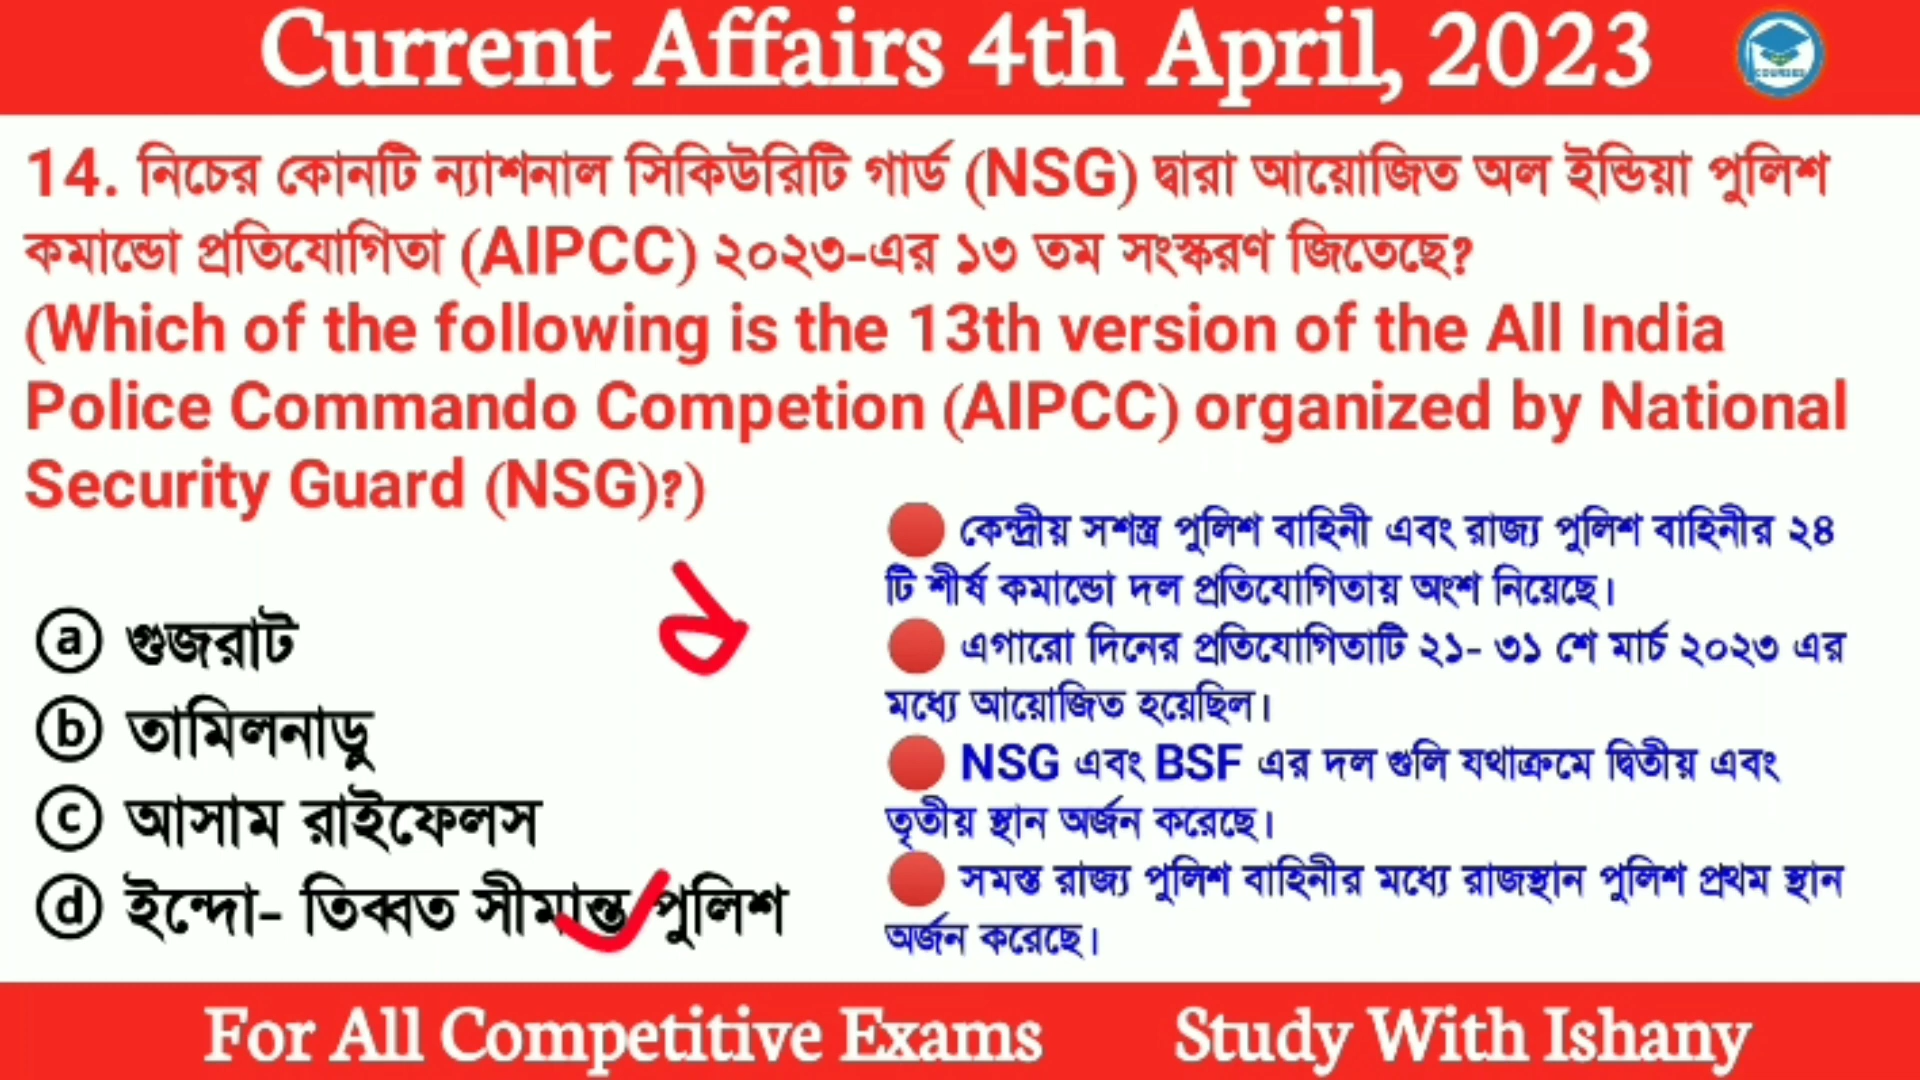 Current Affairs 4th April, 2023
COURSES
14. নিচের কোনটি ন্যাশনাল সিকিউরিটি গার্ড (NSG) দ্বারা আয়োজিত অল ইন্ডিয়া পুলিশ
কমান্ডো প্রতিযোগিতা (AIPCC) ২০২৩-এর ১৩ তম সংস্করণ জিতেছে?
(Which of the following is the 13th version of the All India
Police Commando Competion (AIPCC) organized by National
Security Guard (NSG)?)
ⓐ গুজরাট
ⓑ তামিলনাড়ু
ⓒ আসাম রাইফেলস
ⓓ ইন্দো- তিব্বত সীমান্ত পুলিশ
🔴 কেন্দ্রীয় সশস্ত্র পুলিশ বাহিনী এবং রাজ্য পুলিশ বাহিনীর ২৪
টি শীর্ষ কমান্ডো দল প্রতিযোগিতায় অংশ নিয়েছে।
🔴 এগারো দিনের প্রতিযোগিতাটি ২১- ৩১ শে মার্চ ২০২৩ এর
মধ্যে আয়োজিত হয়েছিল।
🔴 NSG এবং BSF এর দল গুলি যথাক্রমে দ্বিতীয় এবং
তৃতীয় স্থান অর্জন করেছে।
🔴 সমস্ত রাজ্য পুলিশ বাহিনীর মধ্যে রাজস্থান পুলিশ প্রথম স্থান
অর্জন করেছে।
For All Competitive Exams
Study With Ishany